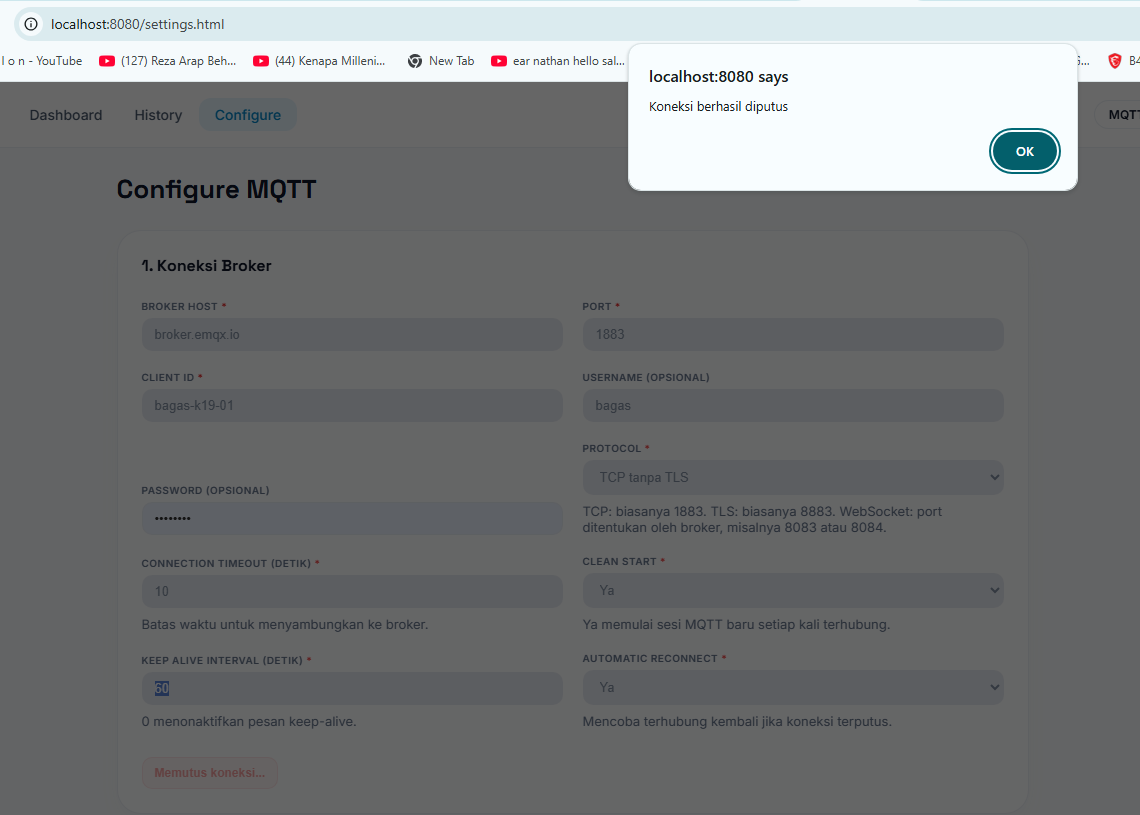 localhost:8080/settings.html
l o n - YouTube
(127) Reza Arap Beh...
(44) Kenapa Milleni...
New Tab
ear nathan hello sal...
localhost:8080 says
Koneksi berhasil diputus
OK
Dashboard
History
Configure
Configure MQTT
1. Koneksi Broker
BROKER HOST *
broker.emqx.io
PORT *
1883
CLIENT ID *
bagas-k19-01
USERNAME (OPSIONAL)
bagas
PASSWORD (OPSIONAL)
••••••••
PROTOCOL *
TCP tanpa TLS
TCP: biasanya 1883. TLS: biasanya 8883. WebSocket: port
ditentukan oleh broker, misalnya 8083 atau 8084.
CONNECTION TIMEOUT (DETIK) *
10
Batas waktu untuk menyambungkan ke broker.
CLEAN START *
Ya
Ya memulai sesi MQTT baru setiap kali terhubung.
KEEP ALIVE INTERVAL (DETIK) *
60
0 menonaktifkan pesan keep-alive.
AUTOMATIC RECONNECT *
Ya
Mencoba terhubung kembali jika koneksi terputus.
Memutus koneksi...